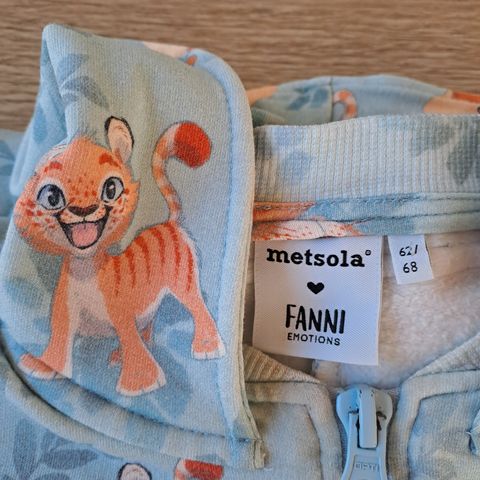 metsola®
62/
68
♥
FANNI
EMOTIONS